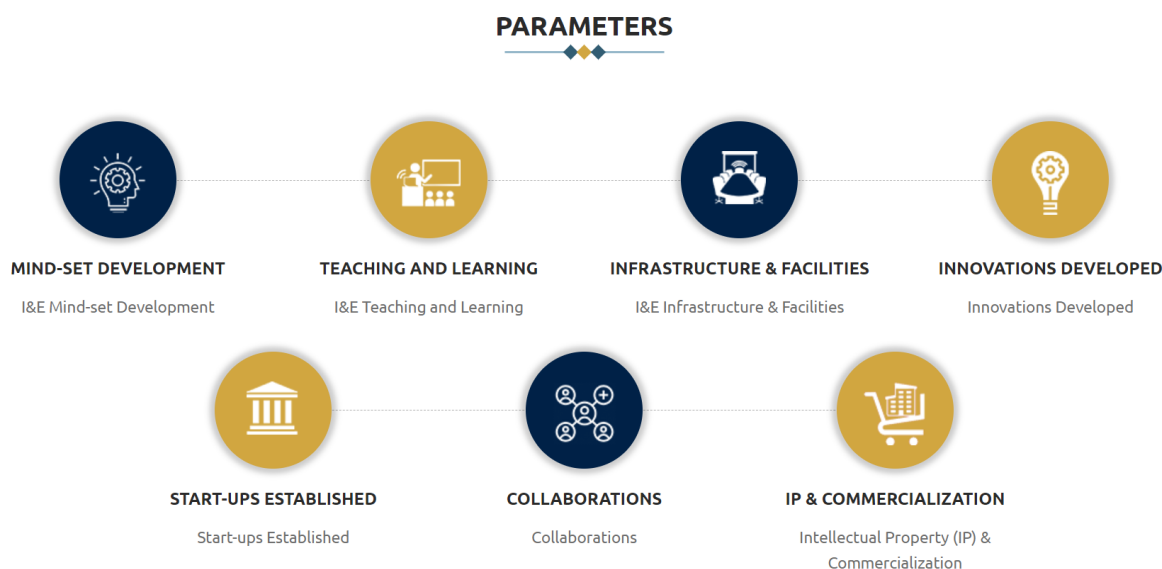 PARAMETERS
MIND-SET DEVELOPMENT
I&E Mind-set Development
TEACHING AND LEARNING
I&E Teaching and Learning
INFRASTRUCTURE & FACILITIES
I&E Infrastructure & Facilities
INNOVATIONS DEVELOPED
Innovations Developed
START-UPS ESTABLISHED
Start-ups Established
COLLABORATIONS
Collaborations
IP & COMMERCIALIZATION
Intellectual Property (IP) &
Commercialization